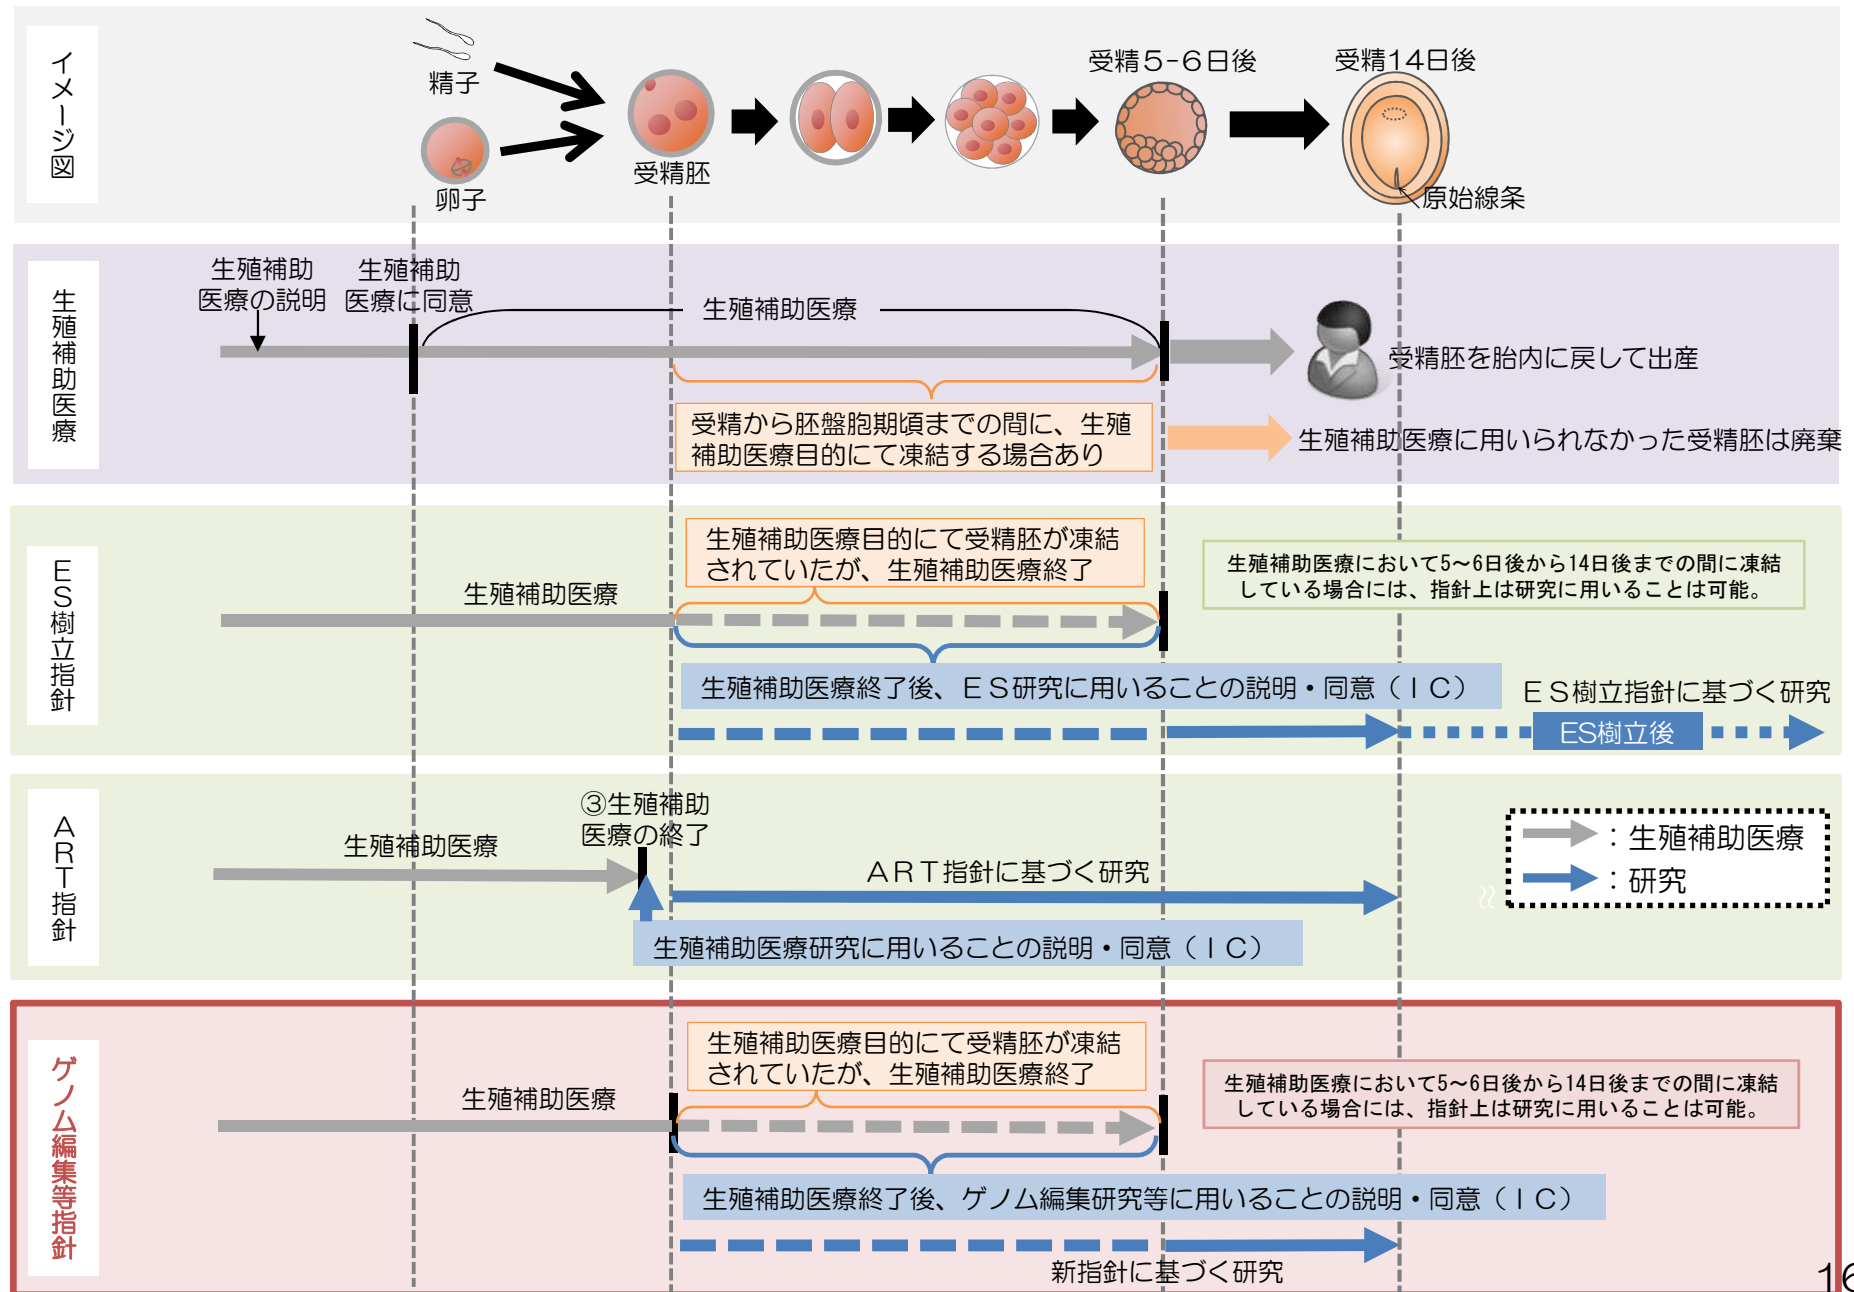 イメージ図
精子
卵子
受精胚
受精５-６日後
受精１４日後
原始線条
生殖補助医療
生殖補助
医療の説明
生殖補助
医療に同意
生殖補助医療
受精胚を胎内に戻して出産
受精から胚盤胞期頃までの間に、生殖
補助医療目的にて凍結する場合あり
生殖補助医療に用いられなかった受精胚は廃棄
ＥＳ樹立指針
生殖補助医療
生殖補助医療目的にて受精胚が凍結
されていたが、生殖補助医療終了
生殖補助医療において5～6日後から14日後までの間に凍結
している場合には、指針上は研究に用いることは可能。
生殖補助医療終了後、ＥＳ研究に用いることの説明・同意（ＩＣ）
ＥＳ樹立指針に基づく研究
ES樹立後
ＡＲＴ指針
生殖補助医療
③生殖補助
医療の終了
ＡＲＴ指針に基づく研究
生殖補助医療研究に用いることの説明・同意（ＩＣ）
：生殖補助医療
：研究
ゲノム編集等指針
生殖補助医療
生殖補助医療目的にて受精胚が凍結
されていたが、生殖補助医療終了
生殖補助医療において5～6日後から14日後までの間に凍結
している場合には、指針上は研究に用いることは可能。
生殖補助医療終了後、ゲノム編集研究等に用いることの説明・同意（ＩＣ）
新指針に基づく研究
16